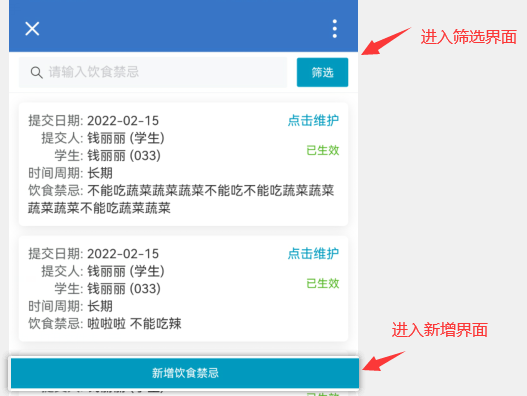 进入筛选界面
请输入饮食禁忌
筛选
提交日期: 2022-02-15
点击维护
提交人: 钱丽丽 (学生)
学生: 钱丽丽 (033)
已生效
时间周期: 长期
饮食禁忌: 不能吃蔬菜蔬菜蔬菜不能吃不能吃蔬菜蔬菜
蔬菜蔬菜不能吃蔬菜蔬菜
提交日期: 2022-02-15
点击维护
提交人: 钱丽丽 (学生)
学生: 钱丽丽 (033)
已生效
时间周期: 长期
饮食禁忌: 啦啦啦 不能吃辣
进入新增界面
新增饮食禁忌